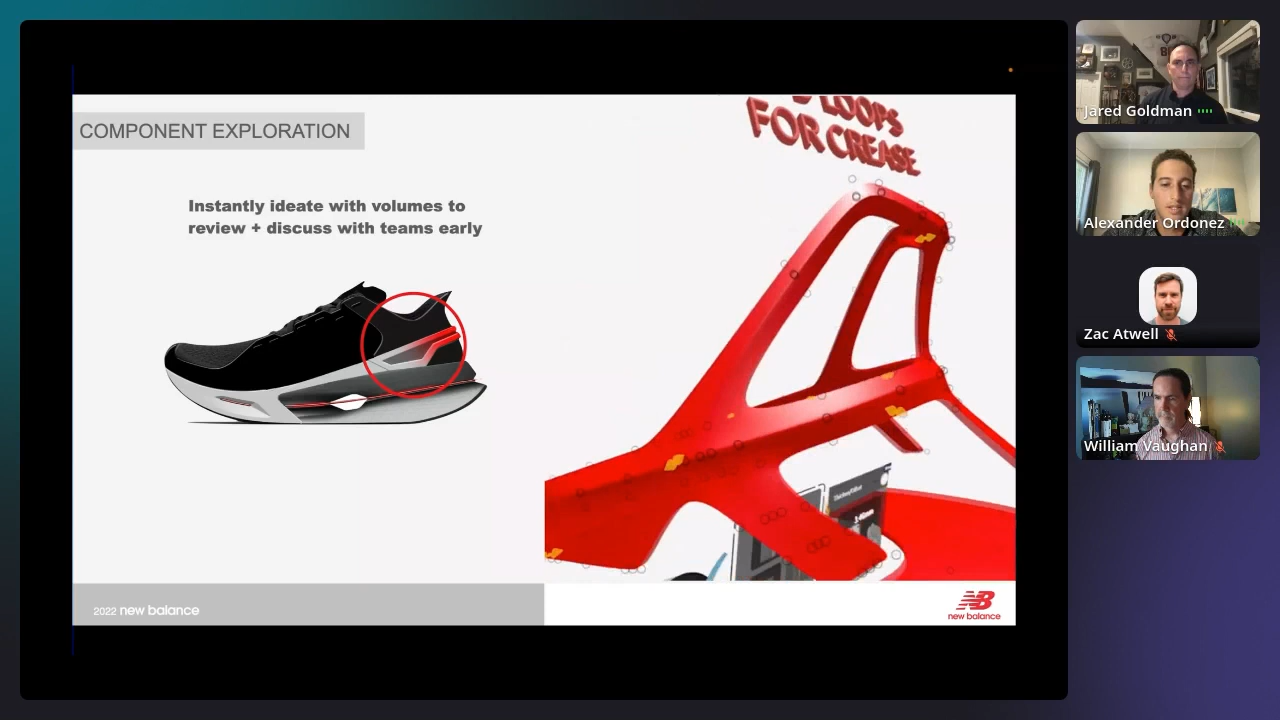 COMPONENT EXPLORATION
Instantly ideate with volumes to
review + discuss with teams early
LOOPS
FOR CREASE
2022 new balance
NB
new balance
Jared Goldman
Alexander Ordonez
Zac Atwell
William Vaughan